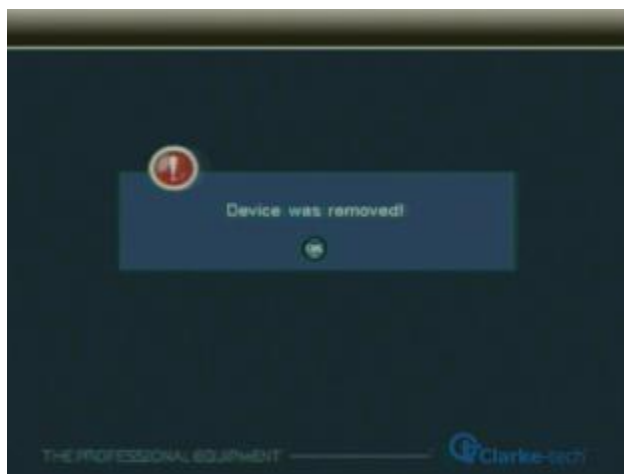 Device was removed!
OK
THE PROFESSIONAL EQUIPMENT
Clarke-tech